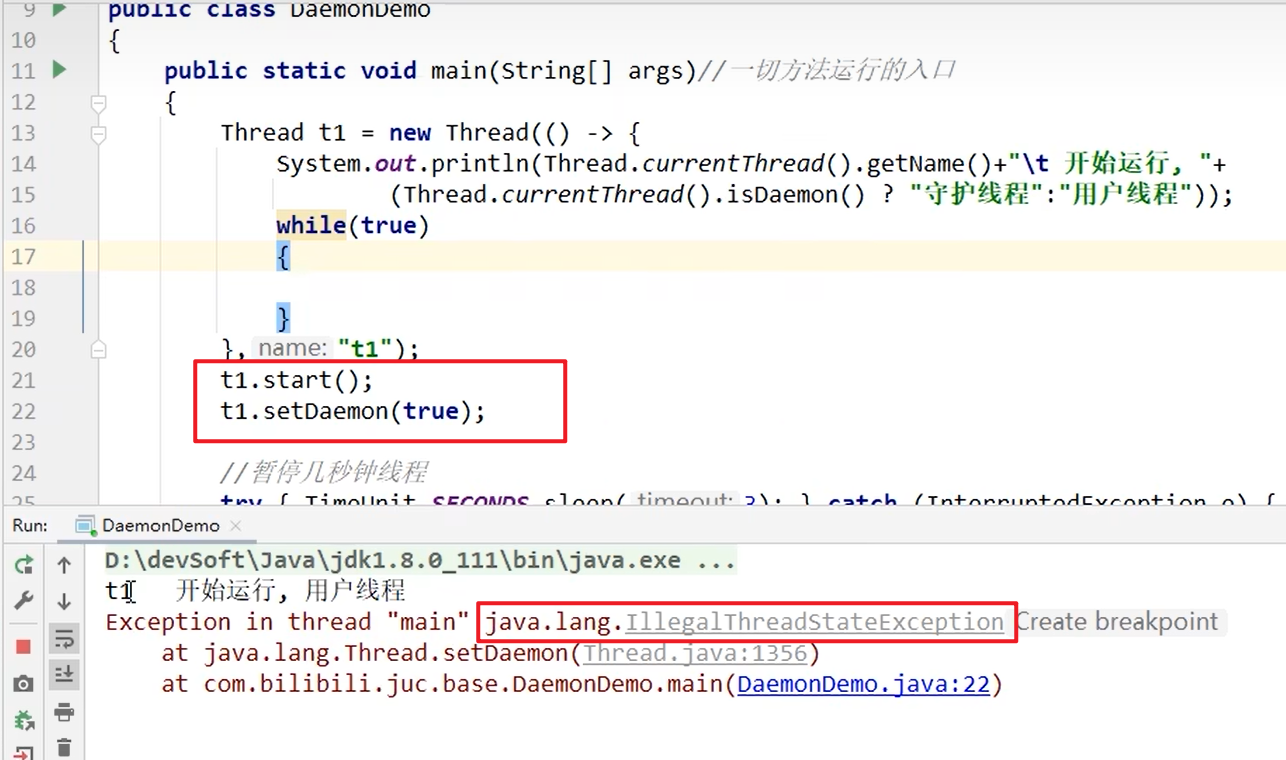 9 public class DaemonDemo
10 {
11 public static void main(String[] args)//一切方法运行的入口
12 {
13 Thread t1 = new Thread(() -> {
14 System.out.println(Thread.currentThread().getName()+"\t 开始运行, "+
15 (Thread.currentThread().isDaemon() ? "守护线程":"用户线程"));
16 while(true)
17 {
18
19 }
20 }, name: "t1");
21 t1.start();
22 t1.setDaemon(true);
23
24 //暂停几秒钟线程
25 try { TimeUnit.SECONDS.sleep( timeout: 3); } catch (InterruptedException e) {
Run: DaemonDemo ×
D:\devSoft\Java\jdk1.8.0_111\bin\java.exe ...
t1 开始运行, 用户线程
Exception in thread "main" java.lang.IllegalThreadStateException Create breakpoint
at java.lang.Thread.setDaemon(Thread.java:1356)
at com.bilibili.juc.base.DaemonDemo.main(DaemonDemo.java:22)